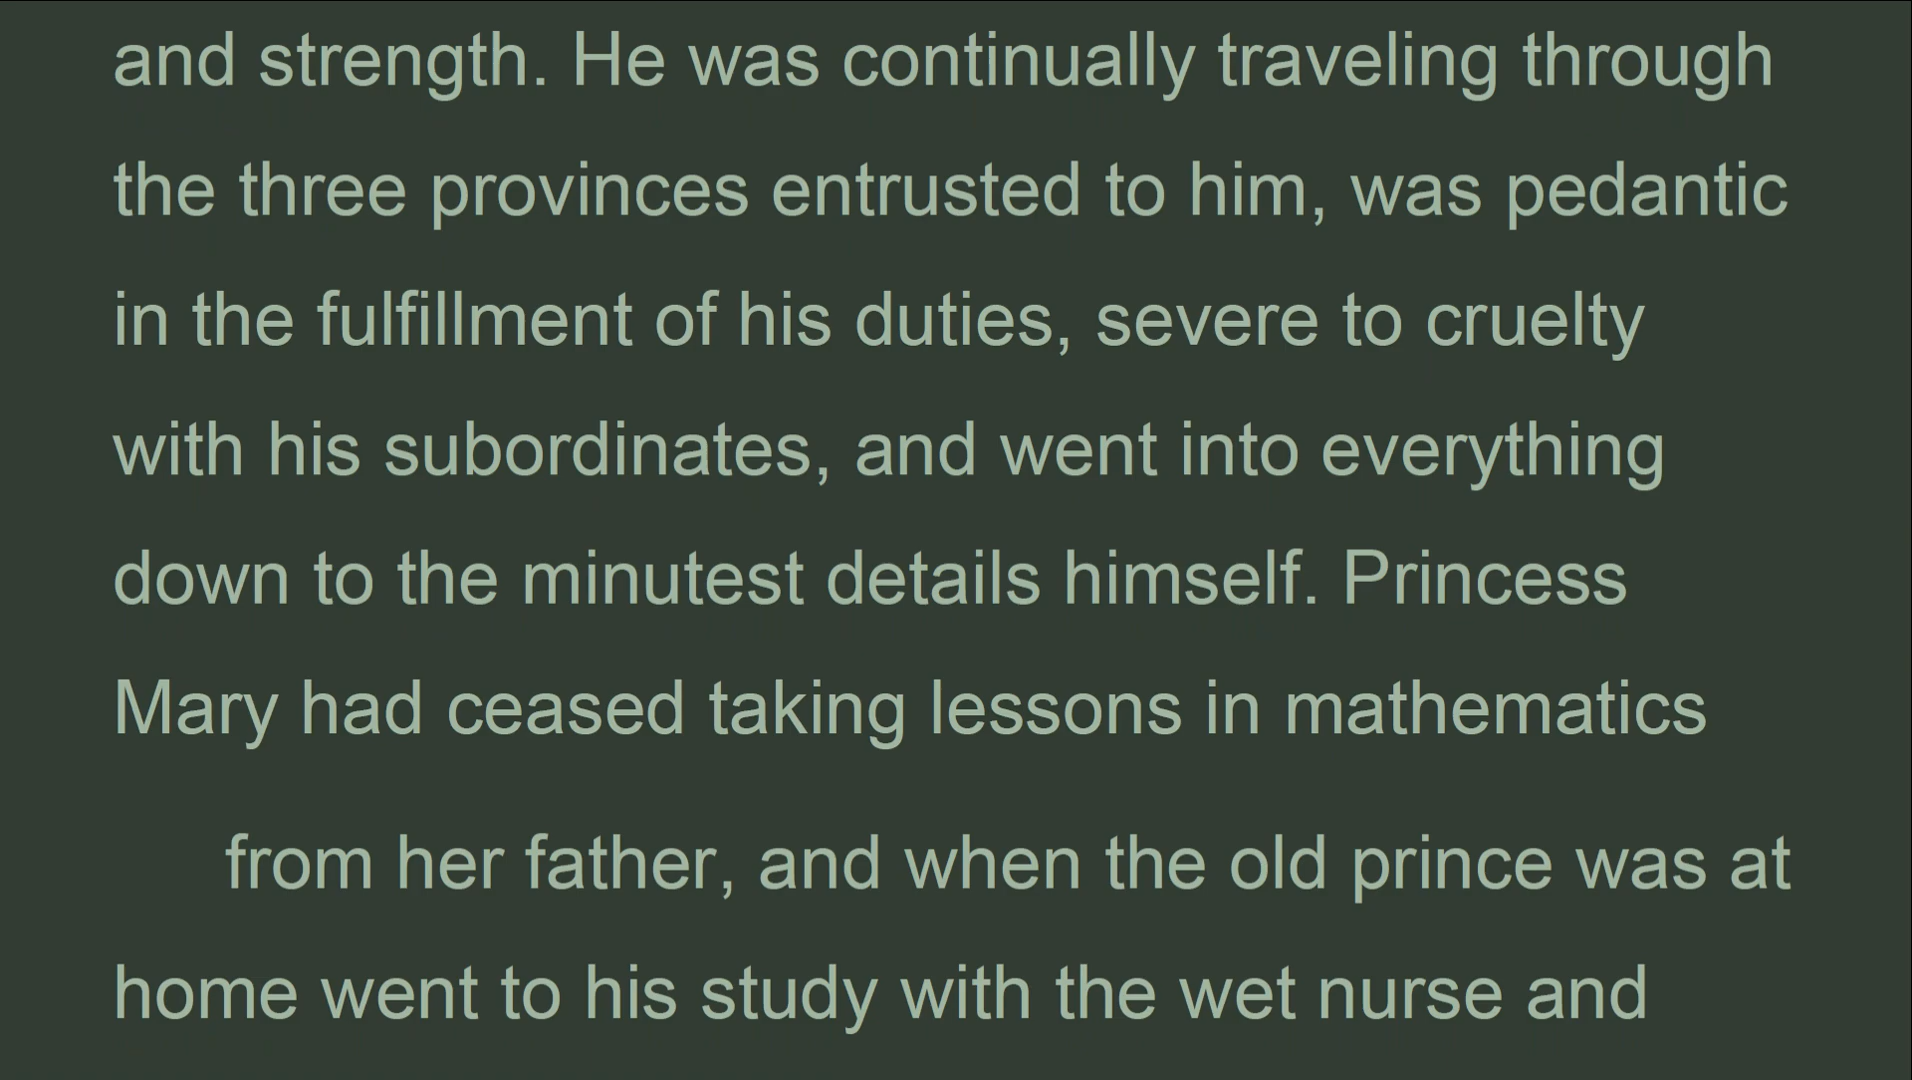 and strength. He was continually traveling through
the three provinces entrusted to him, was pedantic
in the fulfillment of his duties, severe to cruelty
with his subordinates, and went into everything
down to the minutest details himself. Princess
Mary had ceased taking lessons in mathematics
from her father, and when the old prince was at
home went to his study with the wet nurse and